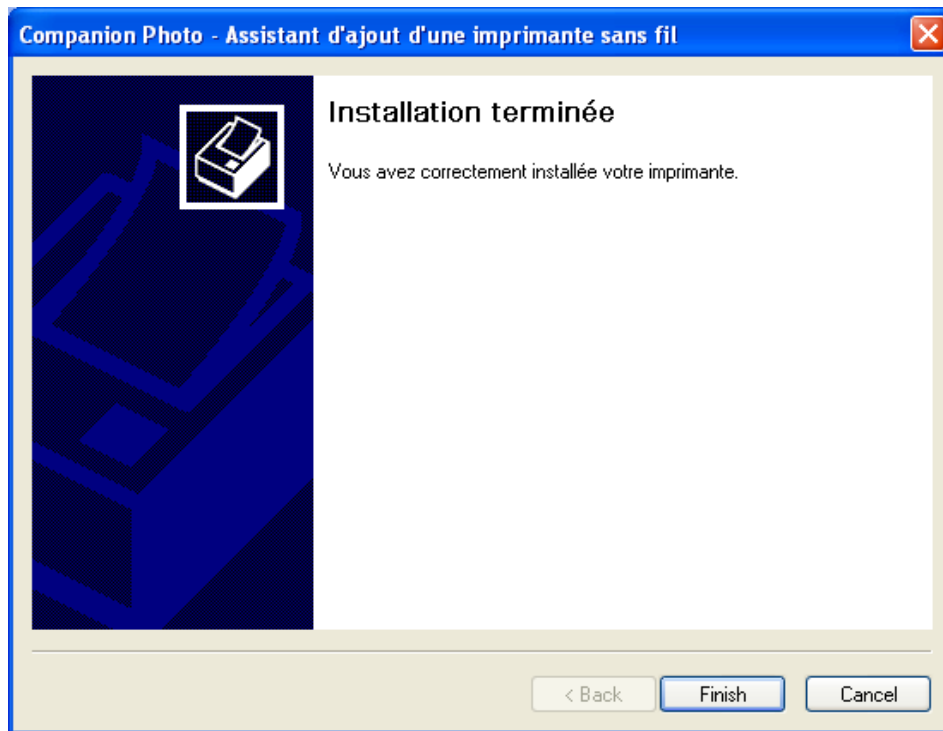 Companion Photo - Assistant d'ajout d'une imprimante sans fil
Installation terminée
Vous avez correctement installée votre imprimante.
< Back
Finish
Cancel